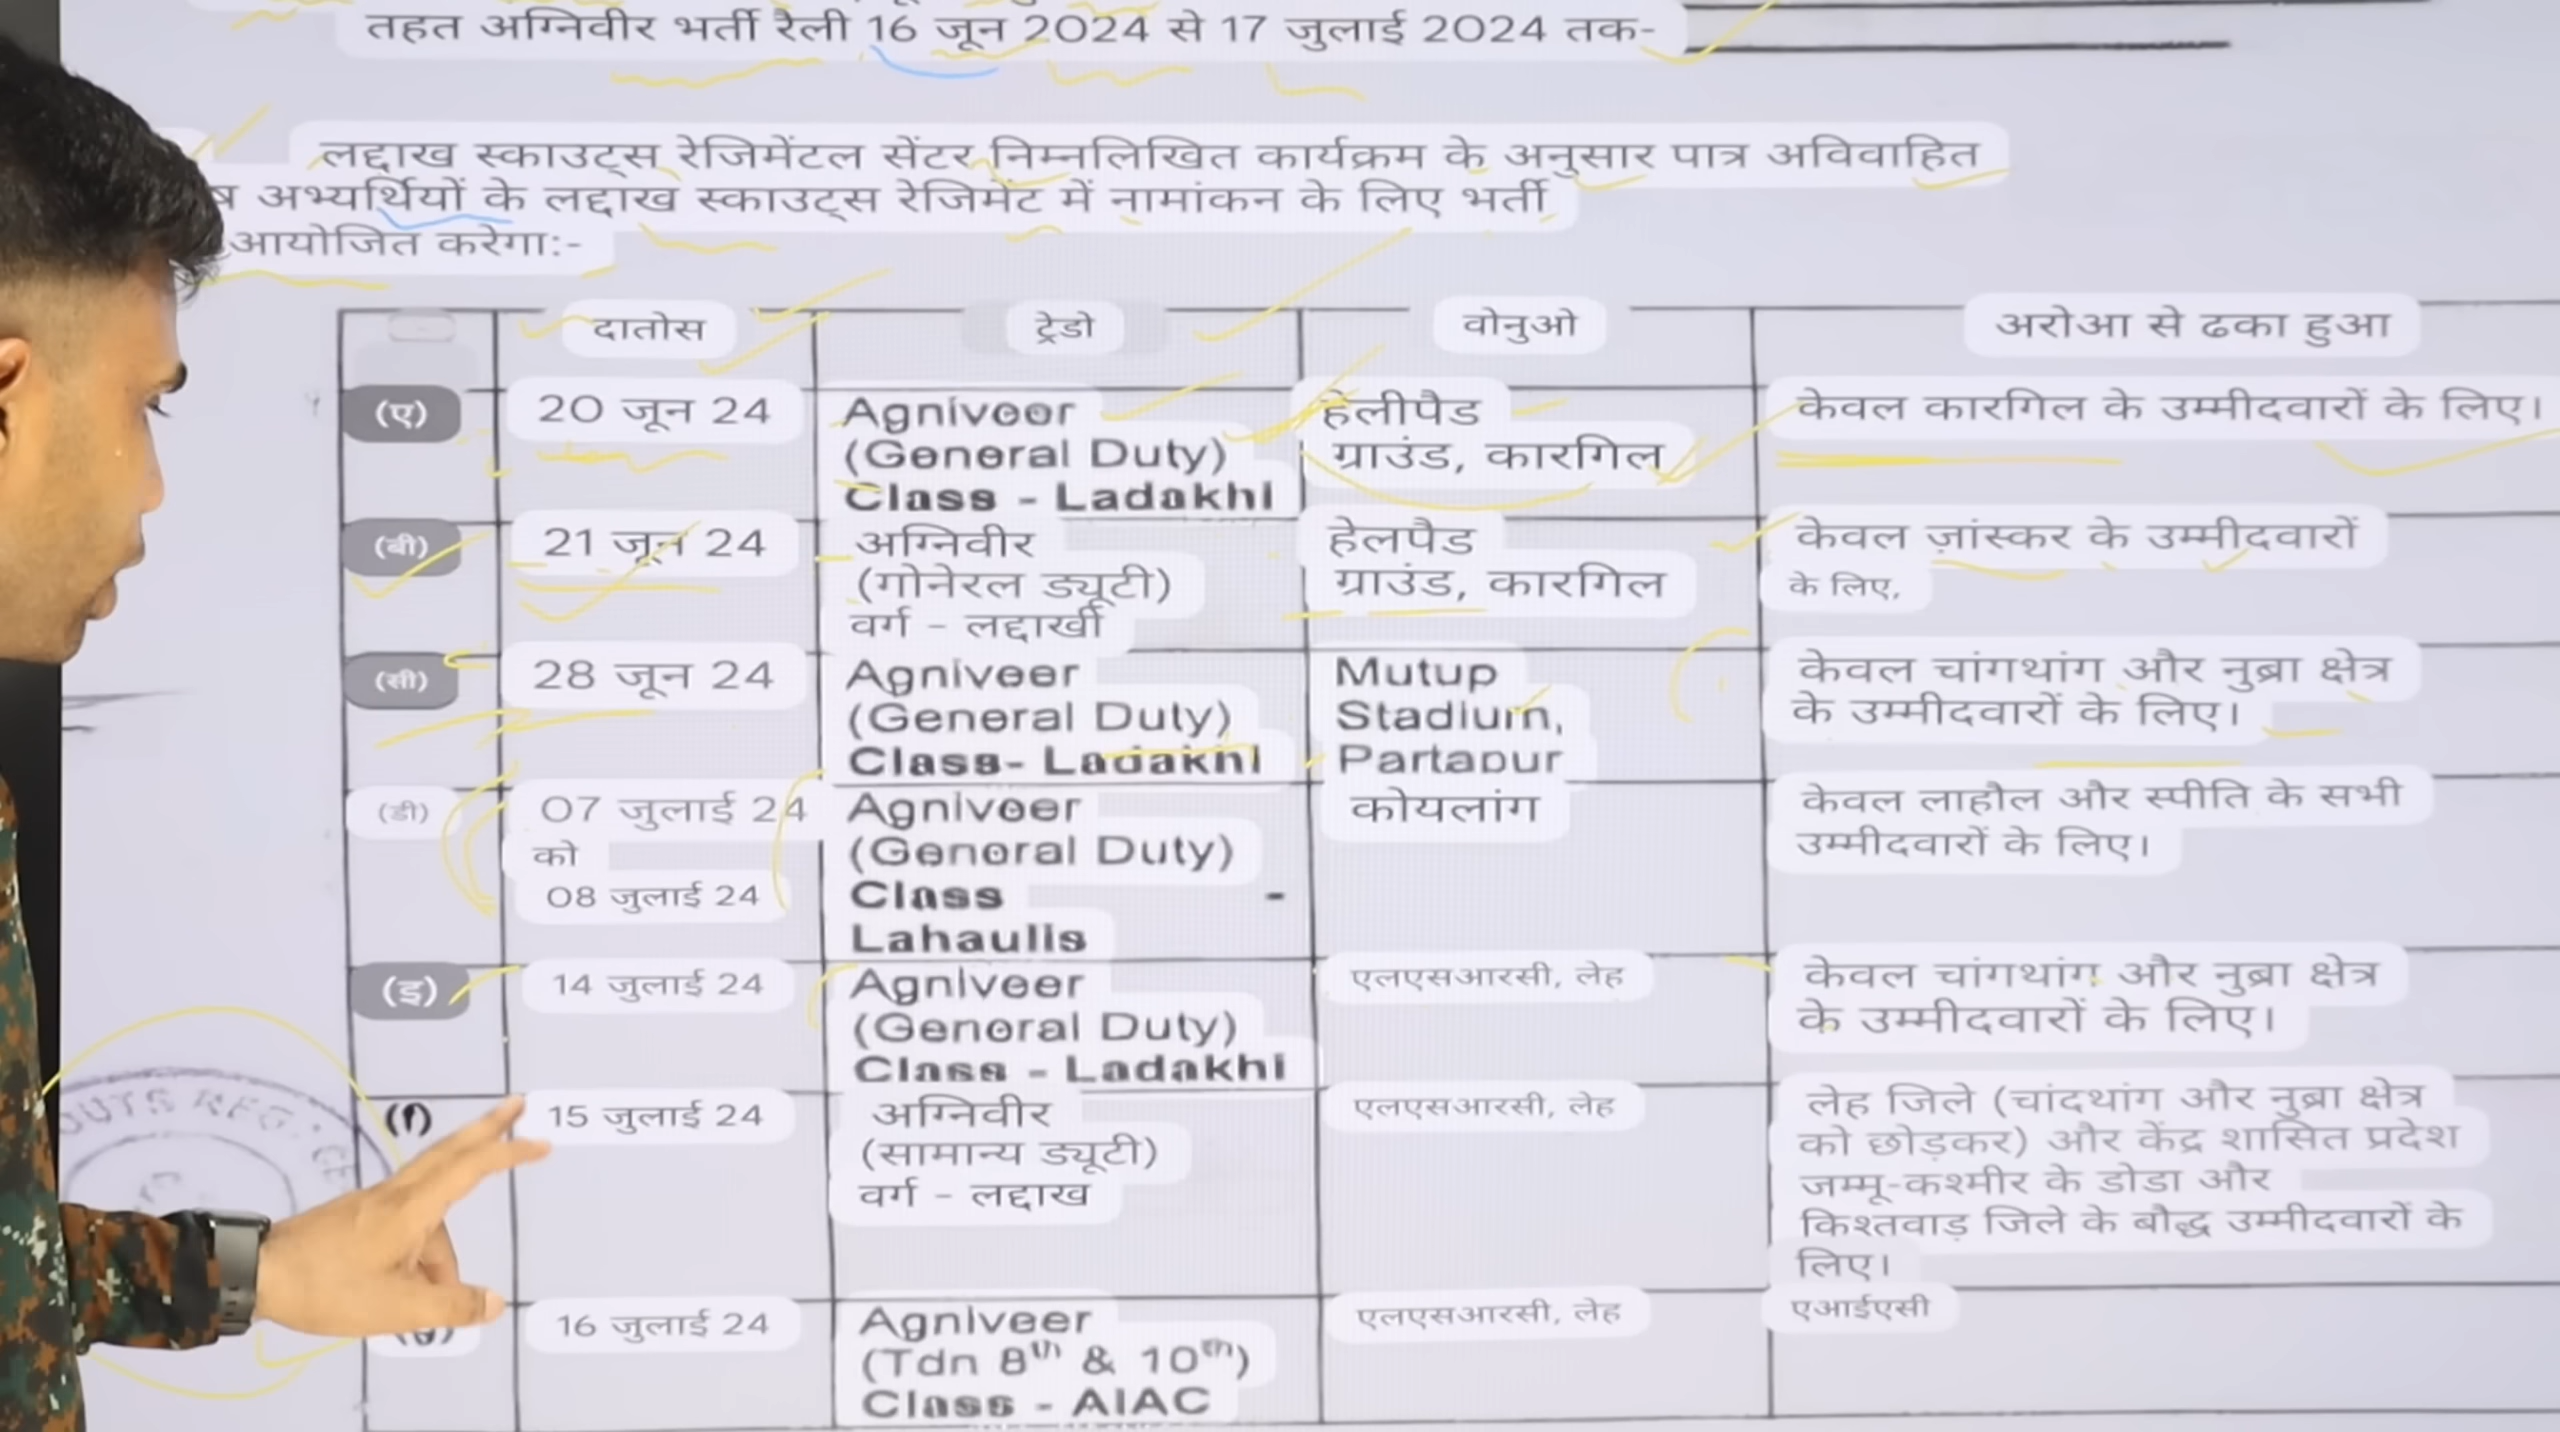 तहत अग्निवीर भर्ती रैली 16 जून 2024 से 17 जुलाई 2024 तक-
लद्दाख स्काउट्स रेजिमेंटल सेंटर निम्नलिखित कार्यक्रम के अनुसार पात्र अविवाहित
अभ्यर्थियों के लद्दाख स्काउट्स रेजिमेंट में नामांकन के लिए भर्ती
आयोजित करेगा:-
दातोस ट्रेडो वोनुओ अरोआ से ढका हुआ
(ए) 20 जून 24 Agniveer हेलीपैड केवल कारगिल के उम्मीदवारों के लिए।
(General Duty) ग्राउंड, कारगिल
Class - Ladakhi
(बी) 21 जून 24 अग्निवीर हेलपैड केवल ज़ांस्कर के उम्मीदवारों
(गोनेरल ड्यूटी) ग्राउंड, कारगिल के लिए,
वर्ग - लद्दाखी
(सी) 28 जून 24 Agniveer Mutup केवल चांगथांग और नुब्रा क्षेत्र
(General Duty) Stadium, के उम्मीदवारों के लिए।
Class- Ladakhi Partapur
(डी) 07 जुलाई 24 Agniveer कोयलांग केवल लाहौल और स्पीति के सभी
को (General Duty) उम्मीदवारों के लिए।
08 जुलाई 24 Class -
Lahaulis
(इ) 14 जुलाई 24 Agniveer एलएसआरसी, लेह केवल चांगथांग और नुब्रा क्षेत्र
(General Duty) के उम्मीदवारों के लिए।
Class - Ladakhi
(f) 15 जुलाई 24 अग्निवीर एलएसआरसी, लेह लेह जिले (चांदथांग और नुब्रा क्षेत्र
(सामान्य ड्यूटी) को छोड़कर) और केंद्र शासित प्रदेश
वर्ग - लद्दाख जम्मू-कश्मीर के डोडा और
किश्तवाड़ जिले के बौद्ध उम्मीदवारों के
लिए।
16 जुलाई 24 Agniveer एलएसआरसी, लेह एआईएसी
(Tdn 8th & 10th)
Class - AIAC